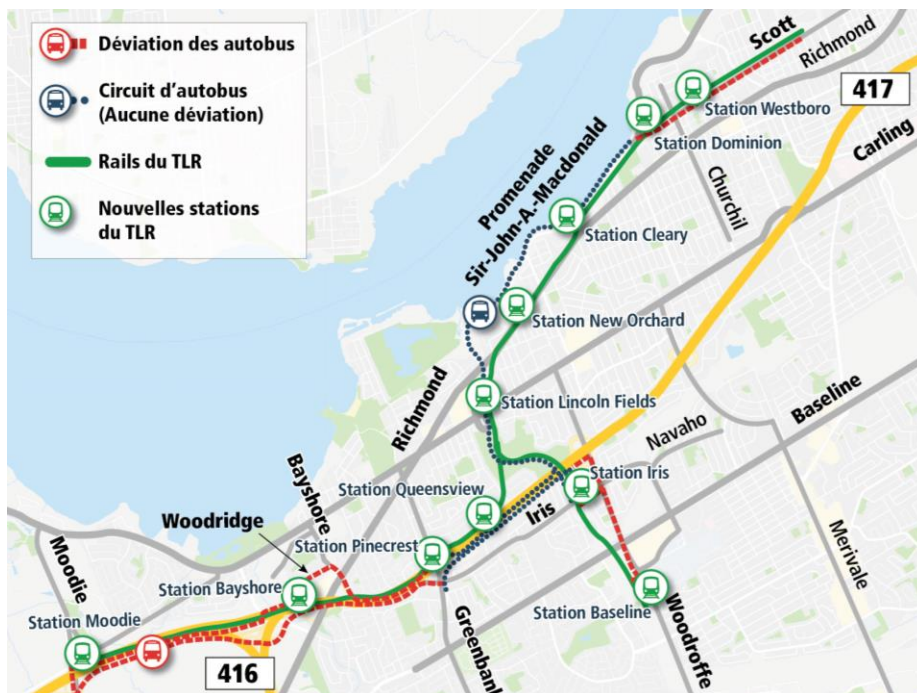 Déviation des autobus
Circuit d'autobus
(Aucune déviation)
Rails du TLR
Nouvelles stations
du TLR
Scott
Richmond
417
Station Westboro
Station Dominion
Carling
Churchil
Promenade
Sir-John-A.-Macdonald
Station Cleary
Station New Orchard
Richmond
Station Lincoln Fields
Baseline
Navaho
Bayshore
Station Iris
Station Queensview
Iris
Woodridge
Station Pinecrest
Merivale
Moodie
Station Bayshore
Station Baseline
Woodroffe
Greenbank
Station Moodie
416